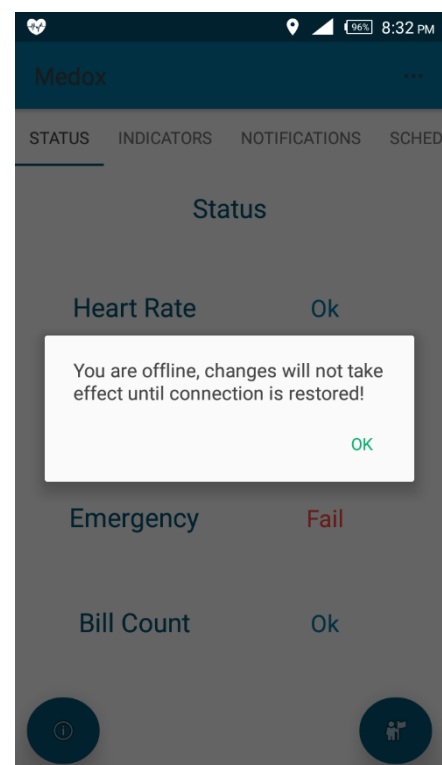 96% 8:32 PM
Medox ...
STATUS INDICATORS NOTIFICATIONS SCHED
Status
Heart Rate Ok
You are offline, changes will not take
effect until connection is restored!
OK
Emergency Fail
Bill Count Ok